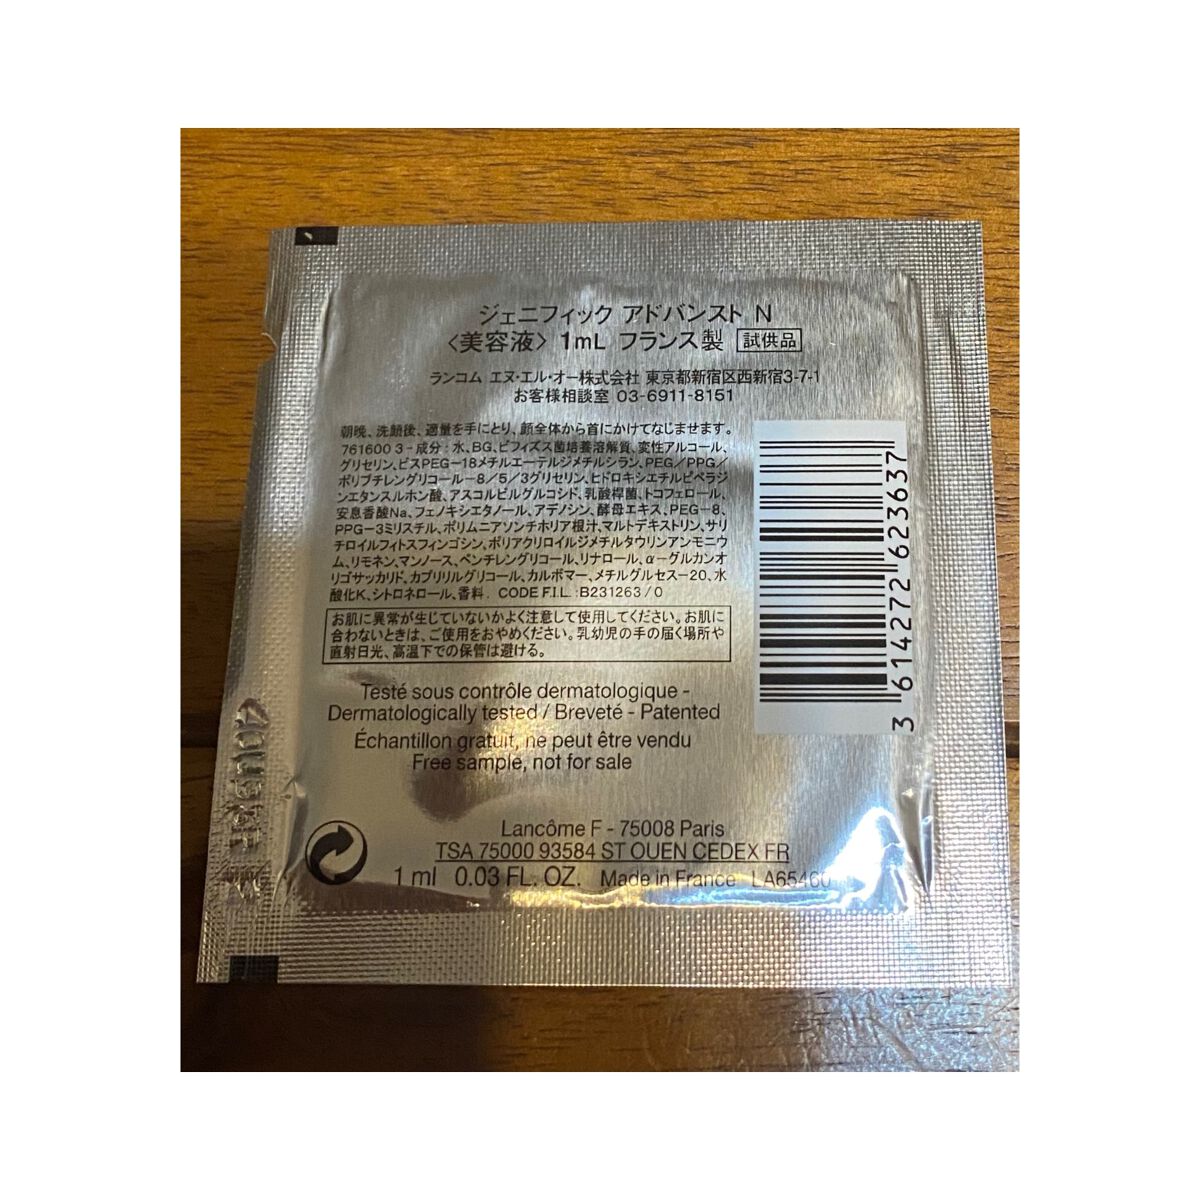 ジェニフィック アドバンスト N
〈美容液〉 1mL フランス製 試供品
ランコム エヌ・エル・オー株式会社 東京都新宿区西新宿3-7-1
お客様相談室 03-6911-8151
朝晩、洗顔後、適量を手にとり、顔全体から首にかけてなじませます。
761600 3 - 成分 : 水、BG、ビフィズス菌培養溶解質、変性アルコール、
グリセリン、ビスPEG-18メチルエーテルジメチルシラン、PEG/PPG/
ポリブチレングリコール-8/5/3グリセリン、ヒドロキシエチルピペラジ
ンエタンスルホン酸、アスコルビルグルコシド、乳酸桿菌、トコフェロール、
安息香酸Na、フェノキシエタノール、アデノシン、酵母エキス、PEG-8、
PPG-3ミリスチル、ポリムニアソンチホリア根汁、マルトデキストリン、サリ
チロイルフィトスフィンゴシン、ポリアクリロイルジメチルタウリンアンモニウ
ム、リモネン、マンノース、ペンチレングリコール、リナロール、α-グルカンオ
リゴサッカリド、カプリリルグリコール、カルボマー、メチルグルセス-20、水
酸化K、シトロネロール、香料. CODE F.I.L. :B231263/0
お肌に異常が生じていないかよく注意して使用してください。お肌に
合わないときは、ご使用をおやめください。乳幼児の手の届く場所や
直射日光、高温下での保管は避ける。
3 614272 623637
Testé sous contrôle dermatologique -
Dermatologically tested / Breveté - Patented
Échantillon gratuit, ne peut être vendu
Free sample, not for sale
Lancôme F - 75008 Paris
TSA 75000 93584 ST OUEN CEDEX FR
1 ml 0.03 FL. OZ. Made in France LA65460